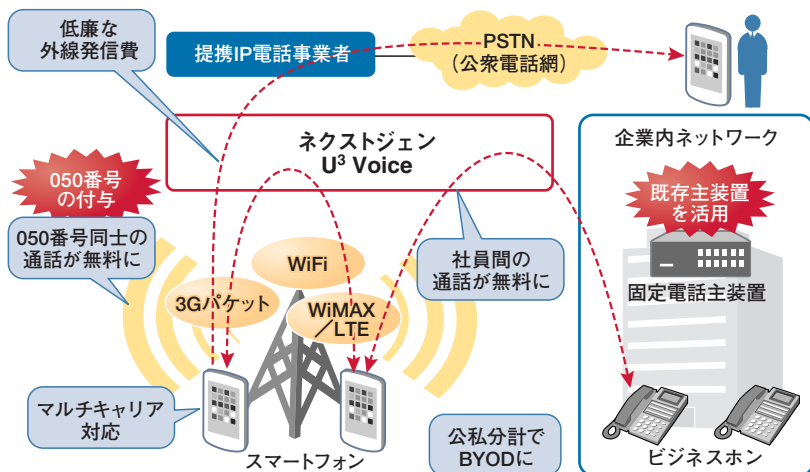 低廉な
外線発信費
提携IP電話事業者
PSTN
（公衆電話網）
ネクストジェン
U³ Voice
企業内ネットワーク
050番号
の付与
既存主装置
を活用
050番号同士の
通話が無料に
WiFi
社員間の
通話が無料に
3Gパケット
WiMAX
／LTE
固定電話主装置
マルチキャリア
対応
スマートフォン
公私分計で
BYODに
ビジネスホン